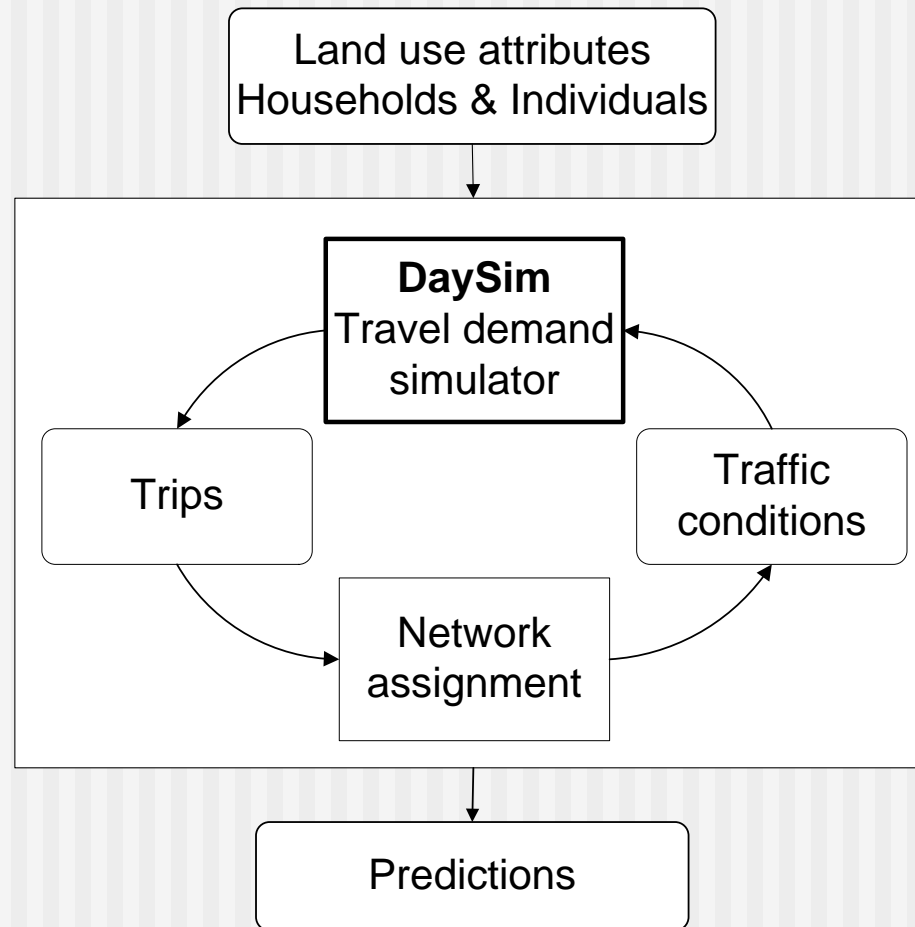 Land use attributes
Households & Individuals
DaySim
Travel demand
simulator
Trips
Traffic
conditions
Network
assignment
Predictions